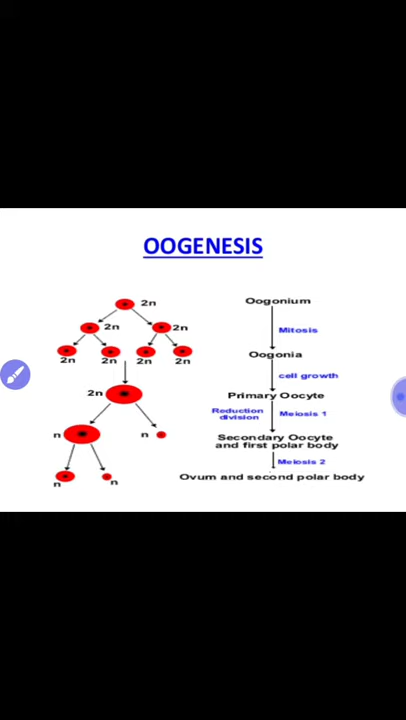 OOGENESIS
2n
2n
2n
2n
2n
2n
2n
2n
n
n
n
n
Oogonium
Mitosis
Oogonia
cell growth
Primary Oocyte
Reduction
division
Meiosis 1
Secondary Oocyte
and first polar body
Meiosis 2
Ovum and second polar body